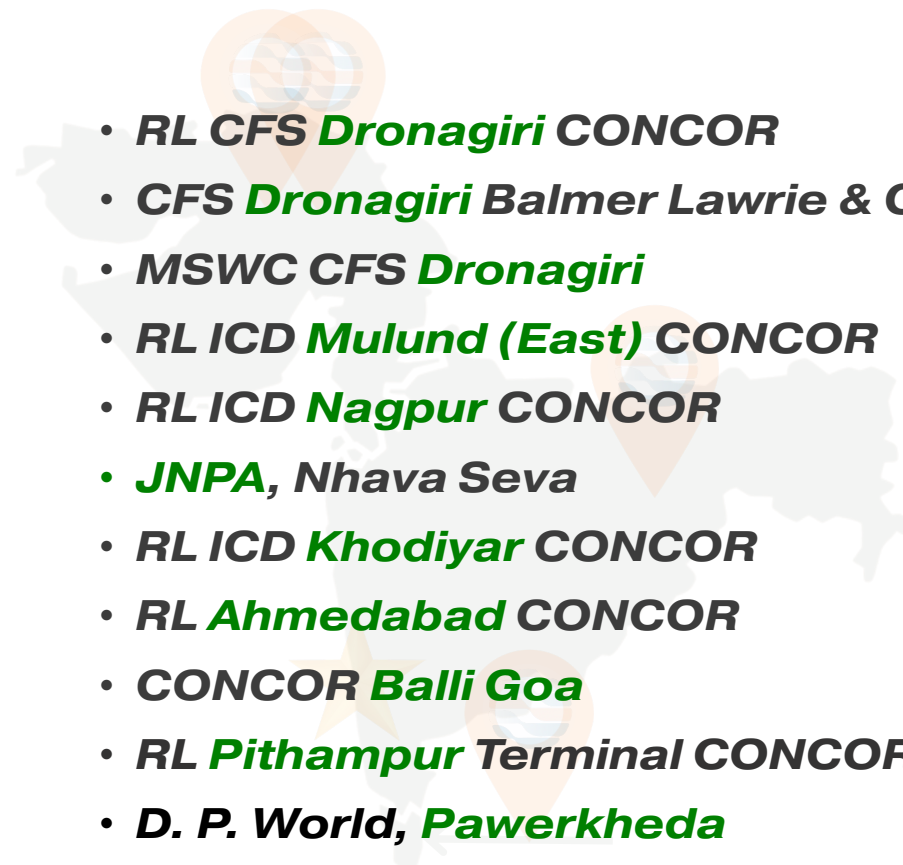 • RL CFS Dronagiri CONCOR
• CFS Dronagiri Balmer Lawrie &
• MSWC CFS Dronagiri
• RL ICD Mulund (East) CONCOR
• RL ICD Nagpur CONCOR
• JNPA, Nhava Seva
• RL ICD Khodiyar CONCOR
• RL Ahmedabad CONCOR
• CONCOR Balli Goa
• RL Pithampur Terminal CONCOR
• D. P. World, Pawerkheda